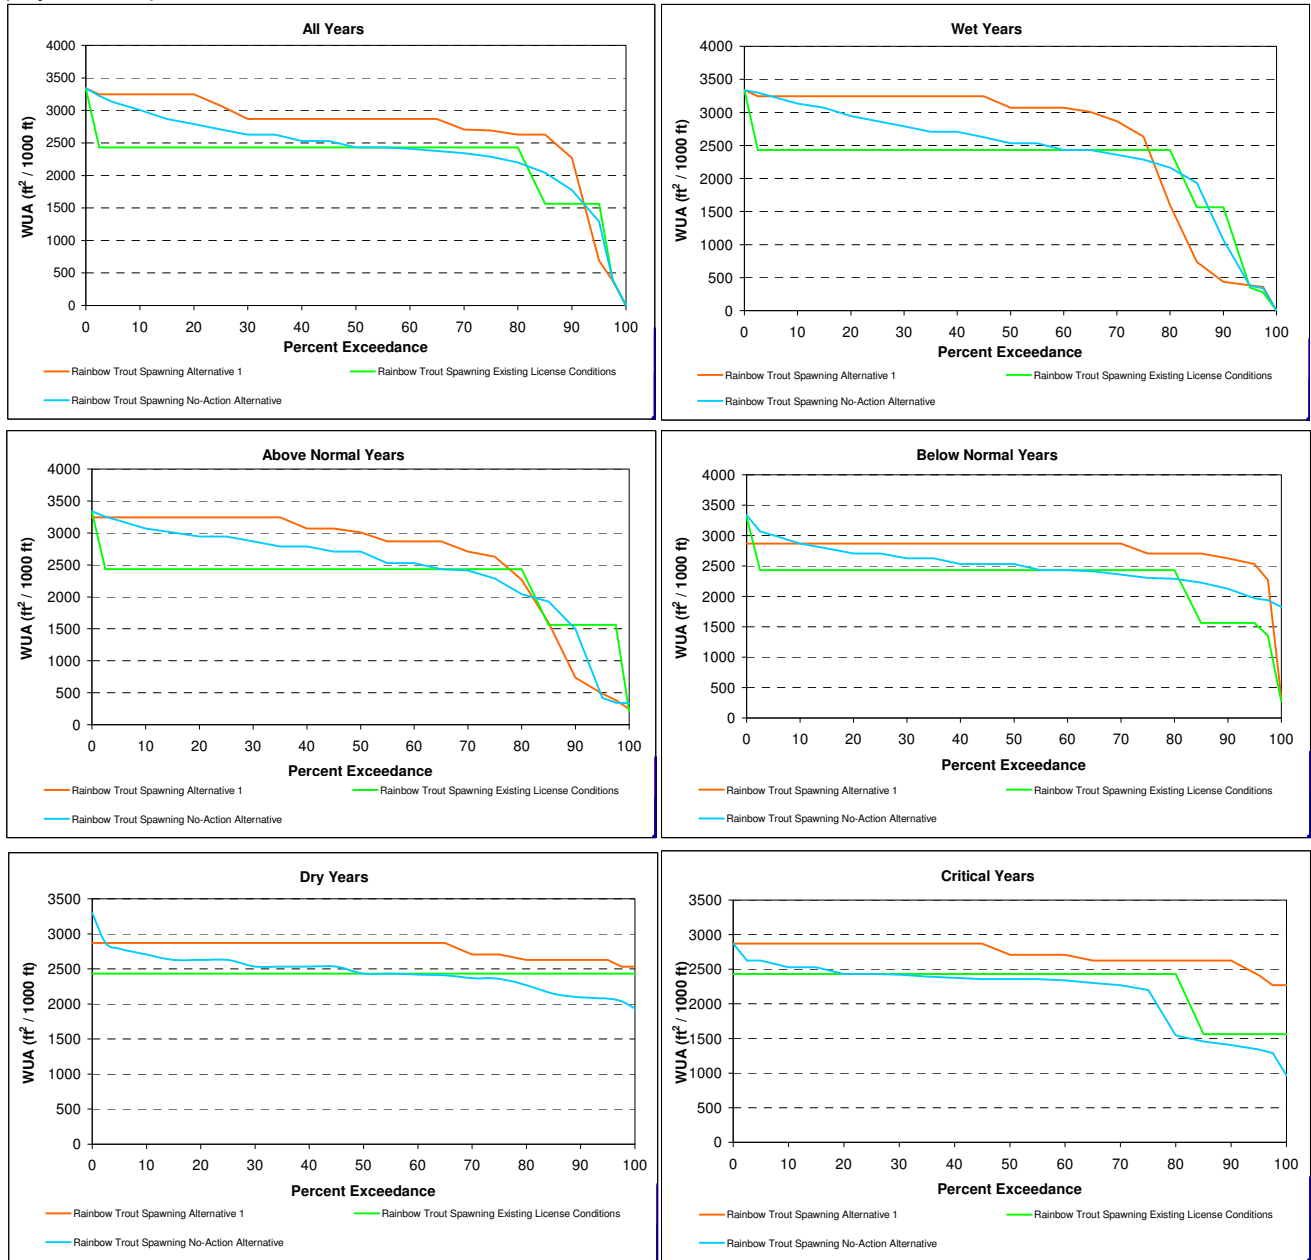 All Years
4000
3500
3000
2500
2000
1500
1000
500
0
WUA (ft² / 1000 ft)
0 10 20 30 40 50 60 70 80 90 100
Percent Exceedance
Rainbow Trout Spawning Alternative 1
Rainbow Trout Spawning Existing License Conditions
Rainbow Trout Spawning No-Action Alternative
Wet Years
4000
3500
3000
2500
2000
1500
1000
500
0
WUA (ft² / 1000 ft)
0 10 20 30 40 50 60 70 80 90 100
Percent Exceedance
Rainbow Trout Spawning Alternative 1
Rainbow Trout Spawning Existing License Conditions
Rainbow Trout Spawning No-Action Alternative
Above Normal Years
4000
3500
3000
2500
2000
1500
1000
500
0
WUA (ft² / 1000 ft)
0 10 20 30 40 50 60 70 80 90 100
Percent Exceedance
Rainbow Trout Spawning Alternative 1
Rainbow Trout Spawning Existing License Conditions
Rainbow Trout Spawning No-Action Alternative
Below Normal Years
4000
3500
3000
2500
2000
1500
1000
500
0
WUA (ft² / 1000 ft)
0 10 20 30 40 50 60 70 80 90 100
Percent Exceedance
Rainbow Trout Spawning Alternative 1
Rainbow Trout Spawning Existing License Conditions
Rainbow Trout Spawning No-Action Alternative
Dry Years
3500
3000
2500
2000
1500
1000
500
0
WUA (ft² / 1000 ft)
0 10 20 30 40 50 60 70 80 90 100
Percent Exceedance
Rainbow Trout Spawning Alternative 1
Rainbow Trout Spawning Existing License Conditions
Rainbow Trout Spawning No-Action Alternative
Critical Years
3500
3000
2500
2000
1500
1000
500
0
WUA (ft² / 1000 ft)
0 10 20 30 40 50 60 70 80 90 100
Percent Exceedance
Rainbow Trout Spawning Alternative 1
Rainbow Trout Spawning Existing License Conditions
Rainbow Trout Spawning No-Action Alternative